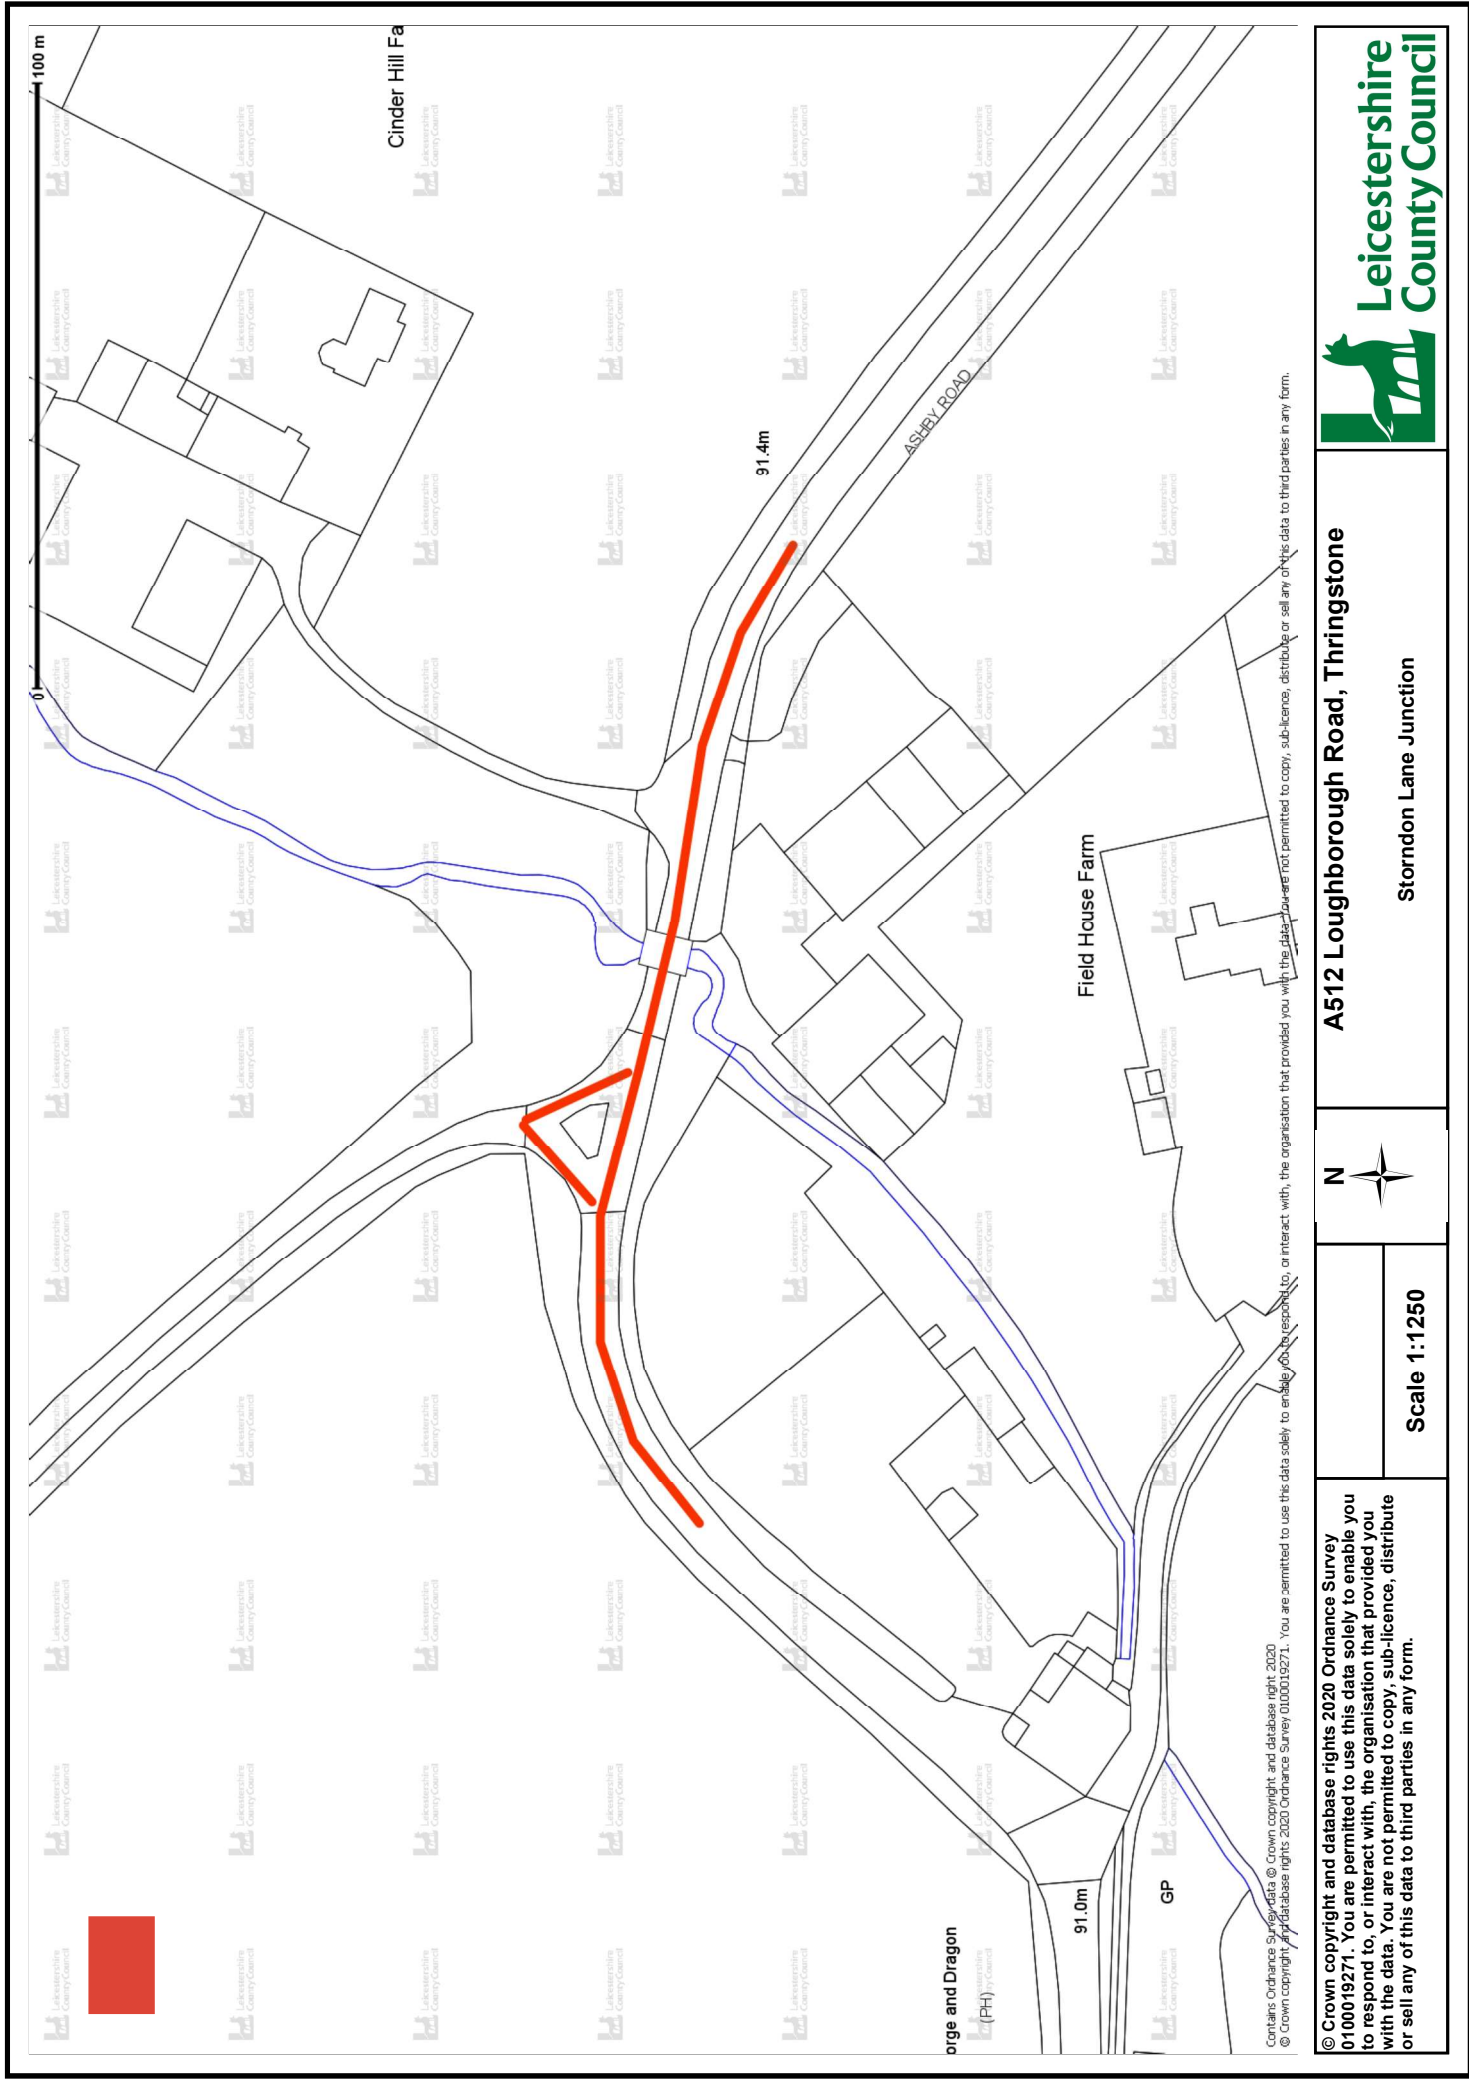 0
100 m
Cinder Hill Fa
91.4m
ASHBY ROAD
Field House Farm
orge and Dragon
(PH)
91.0m
GP
Contains Ordnance Survey data © Crown copyright and database right 2020
© Crown copyright and database rights 2020 Ordnance Survey 0100019271. You are permitted to use this data solely to enable you to respond to, or interact with, the organisation that provided you with the data. You are not permitted to copy, sub-licence, distribute or sell any of this data to third parties in any form.
© Crown copyright and database rights 2020 Ordnance Survey
0100019271. You are permitted to use this data solely to enable you
to respond to, or interact with, the organisation that provided you
with the data. You are not permitted to copy, sub-licence, distribute
or sell any of this data to third parties in any form.
Scale 1:1250
N
A512 Loughborough Road, Thringstone
Storndon Lane Junction
Leicestershire
County Council